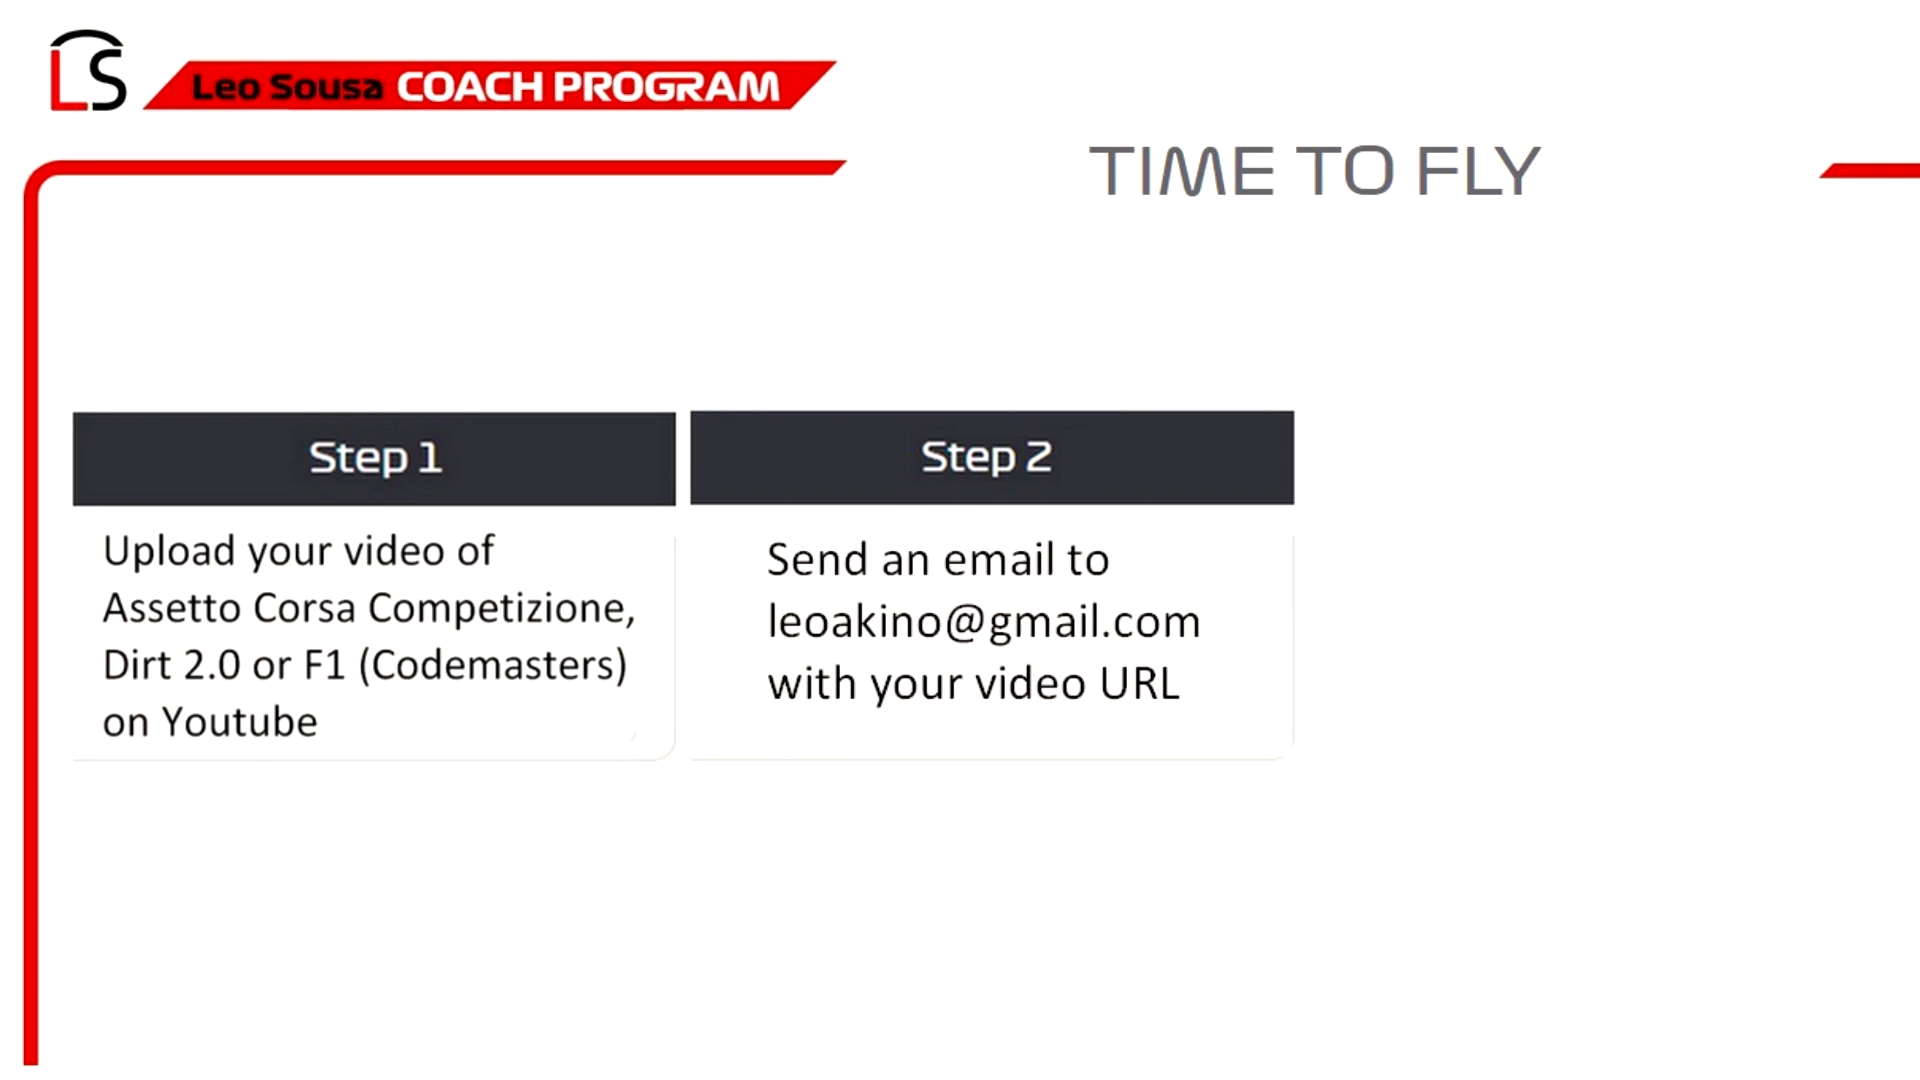 LS
Leo Sousa COACH PROGRAM
TIME TO FLY
Step 1
Upload your video of
Assetto Corsa Competizione,
Dirt 2.0 or F1 (Codemasters)
on Youtube
Step 2
Send an email to
leoakino@gmail.com
with your video URL